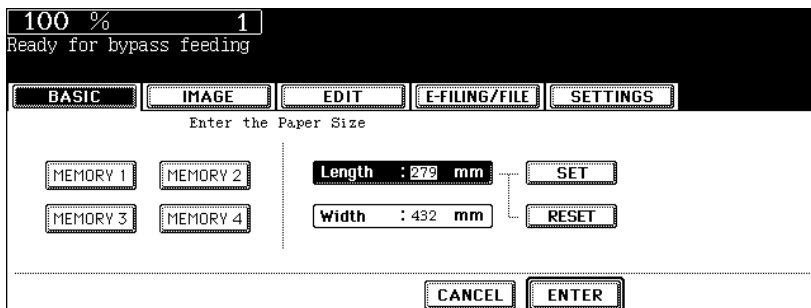 100 % 1
Ready for bypass feeding
BASIC IMAGE EDIT E-FILING/FILE SETTINGS
Enter the Paper Size
MEMORY 1 MEMORY 2 Length :279 mm SET
MEMORY 3 MEMORY 4 Width :432 mm RESET
CANCEL ENTER